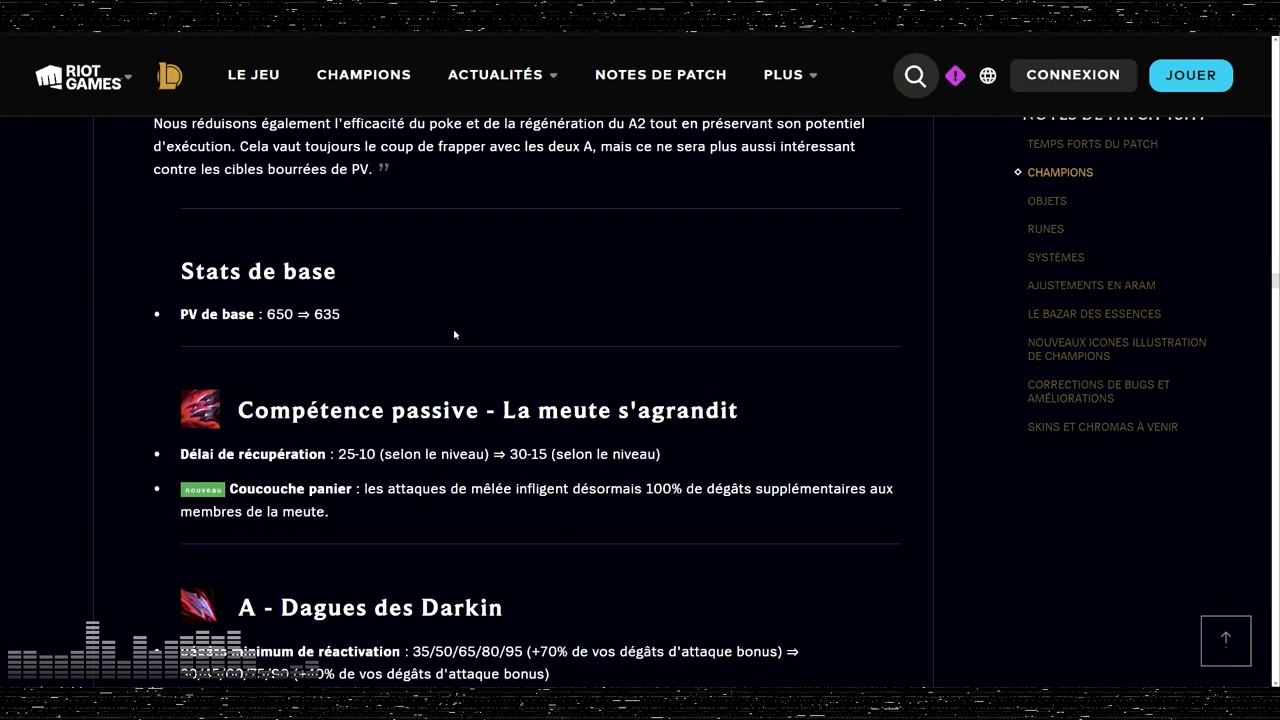 RIOT GAMES
LE JEU
CHAMPIONS
ACTUALITÉS
NOTES DE PATCH
PLUS
CONNEXION
JOUER
Nous réduisons également l'efficacité du poke et de la régénération du A2 tout en préservant son potentiel
d'exécution. Cela vaut toujours le coup de frapper avec les deux A, mais ce ne sera plus aussi intéressant
contre les cibles bourrées de PV. ”
Stats de base
• PV de base : 650 ⇒ 635
Compétence passive - La meute s'agrandit
• Délai de récupération : 25-10 (selon le niveau) ⇒ 30-15 (selon le niveau)
• nouveau Coucouche panier : les attaques de mêlée infligent désormais 100% de dégâts supplémentaires aux
membres de la meute.
A - Dagues des Darkin
minimum de réactivation : 35/50/65/80/95 (+70% de vos dégâts d'attaque bonus) ⇒
de vos dégâts d'attaque bonus)
NOTES DE PATCH
TEMPS FORTS DU PATCH
CHAMPIONS
OBJETS
RUNES
SYSTÈMES
AJUSTEMENTS EN ARAM
LE BAZAR DES ESSENCES
NOUVEAUX ICONES ILLUSTRATION
DE CHAMPIONS
CORRECTIONS DE BUGS ET
AMÉLIORATIONS
SKINS ET CHROMAS À VENIR